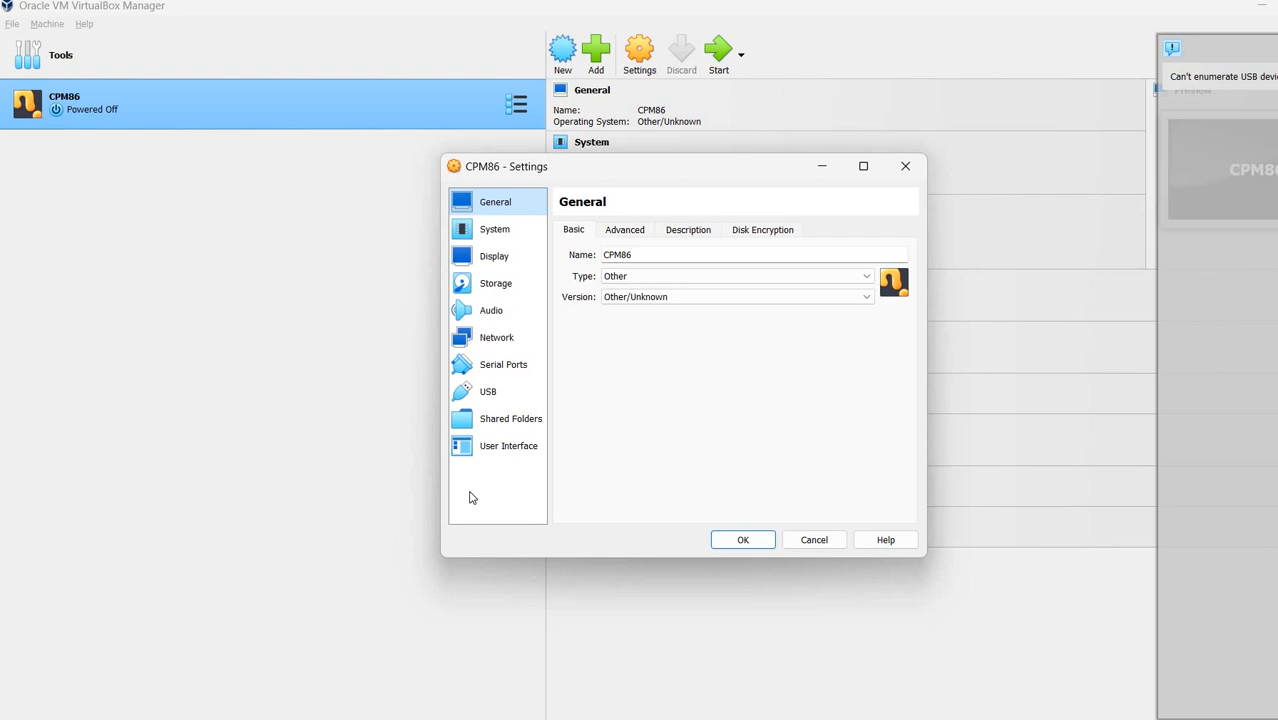 Oracle VM VirtualBox Manager
File Machine Help
Tools
New Add Settings Discard Start
CPM86
Powered Off
General
Name: CPM86
Operating System: Other/Unknown
System
Can't enumerate USB
Preview
CPM86 - Settings
General
System
Display
Storage
Audio
Network
Serial Ports
USB
Shared Folders
User Interface
General
Basic Advanced Description Disk Encryption
Name: CPM86
Type: Other
Version: Other/Unknown
OK Cancel Help